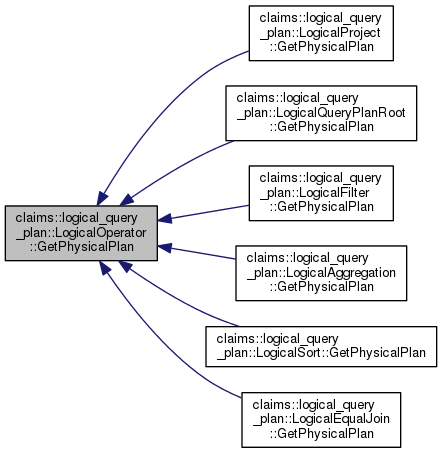 claims::logical_query
_plan::LogicalProject
::GetPhysicalPlan
claims::logical_query
_plan::LogicalQueryPlanRoot
::GetPhysicalPlan
claims::logical_query
_plan::LogicalFilter
::GetPhysicalPlan
claims::logical_query
_plan::LogicalOperator
::GetPhysicalPlan
claims::logical_query
_plan::LogicalAggregation
::GetPhysicalPlan
claims::logical_query
_plan::LogicalSort::GetPhysicalPlan
claims::logical_query
_plan::LogicalEqualJoin
::GetPhysicalPlan